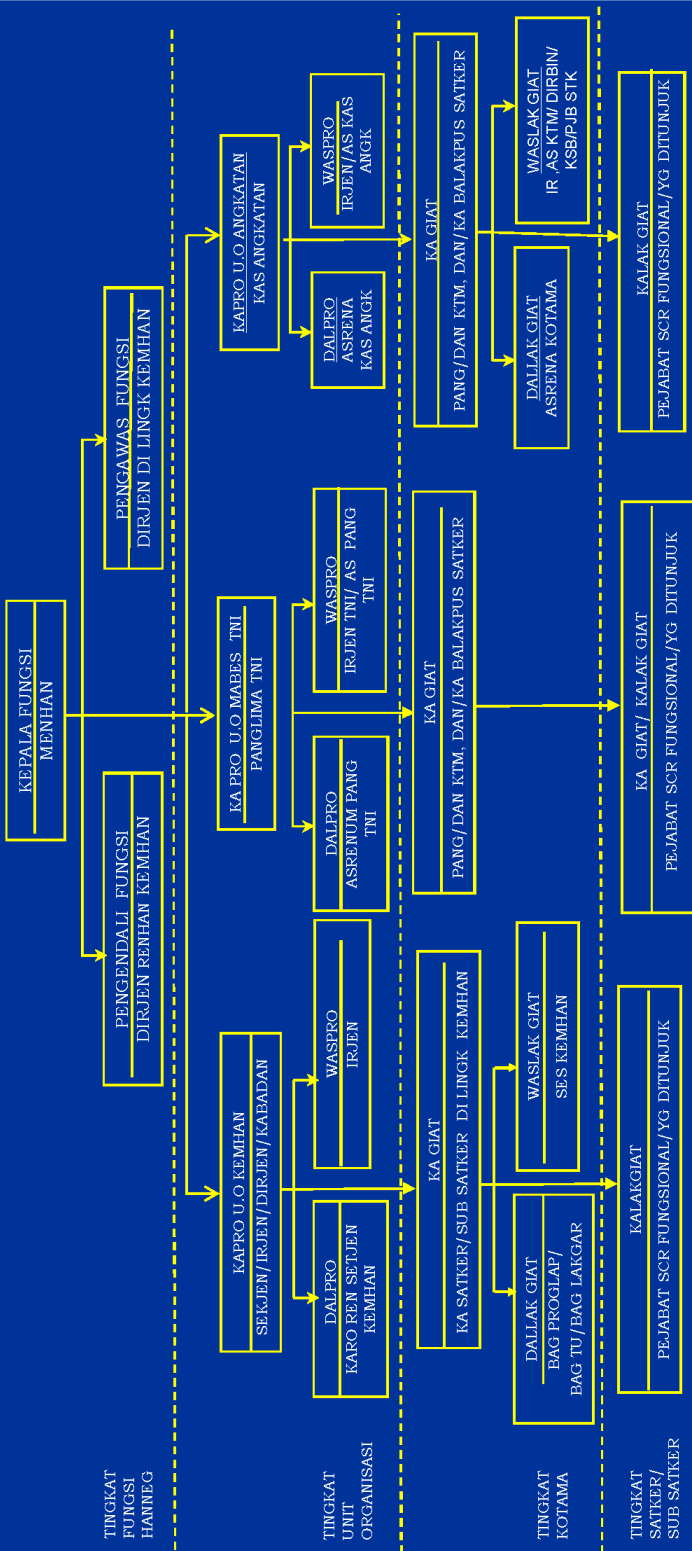 KEPALA FUNGSI
MENHAN
TINGKAT
FUNGSI
HANNEG
PENGENDALI FUNGSI
DIRJEN RENHAN KEMHAN
PENGAWAS FUNGSI
DIRJEN DI LINGK KEMHAN
KAPRO U.O KEMHAN
SEKJEN/IRJEN/DIRJEN/KABADAN
KA PRO U.O MABES TNI
PANGLIMA TNI
KAPRO U.O ANGKATAN
KAS ANGKATAN
TINGKAT
UNIT
ORGANISASI
DALPRO
KARO REN SETJEN
KEMHAN
WASPRO
IRJEN
DALPRO
ASRENUM PANG
TNI
WASPRO
IRJEN TNI/ AS PANG
TNI
DALPRO
ASRENA
KAS ANGK
WASPRO
IRJEN/AS KAS
ANGK
KA GIAT
KA SATKER/ SUB SATKER DI LINGK KEMHAN
KA GIAT
PANG/DAN KTM, DAN/KA BALAKPUS SATKER
KA GIAT
PANG/DAN KTM, DAN/KA BALAKPUS SATKER
TINGKAT
KOTAMA
DALLAK GIAT
BAG PROGLAP/
BAG TU/BAG LAKGAR
WASLAK GIAT
SES KEMHAN
DALLAK GIAT
ASRENA KOTAMA
WASLAK GIAT
IR ,AS KTM/ DIRBIN/
KSB/PJB STK
TINGKAT
SATKER/
SUB SATKER
KALAKGIAT
PEJABAT SCR FUNGSIONAL/YG DITUNJUK
KA GIAT/ KALAK GIAT
PEJABAT SCR FUNGSIONAL/YG DITUNJUK
KALAK GIAT
PEJABAT SCR FUNGSIONAL/YG DITUNJUK